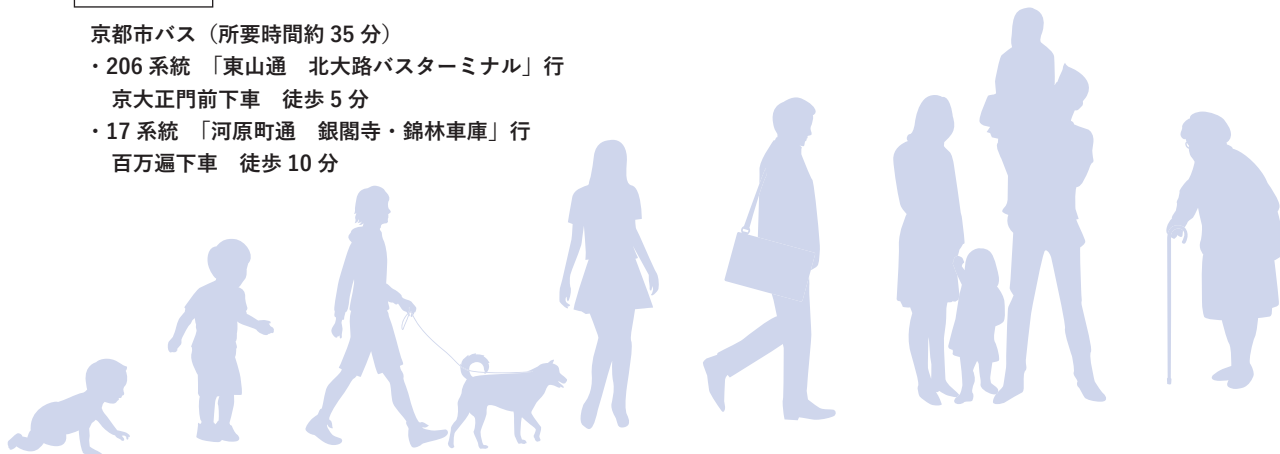 京都市バス（所要時間約 35 分）
・206 系統　「東山通　北大路バスターミナル」行
京大正門前下車　徒歩 5 分
・17 系統　「河原町通　銀閣寺・錦林車庫」行
百万遍下車　徒歩 10 分